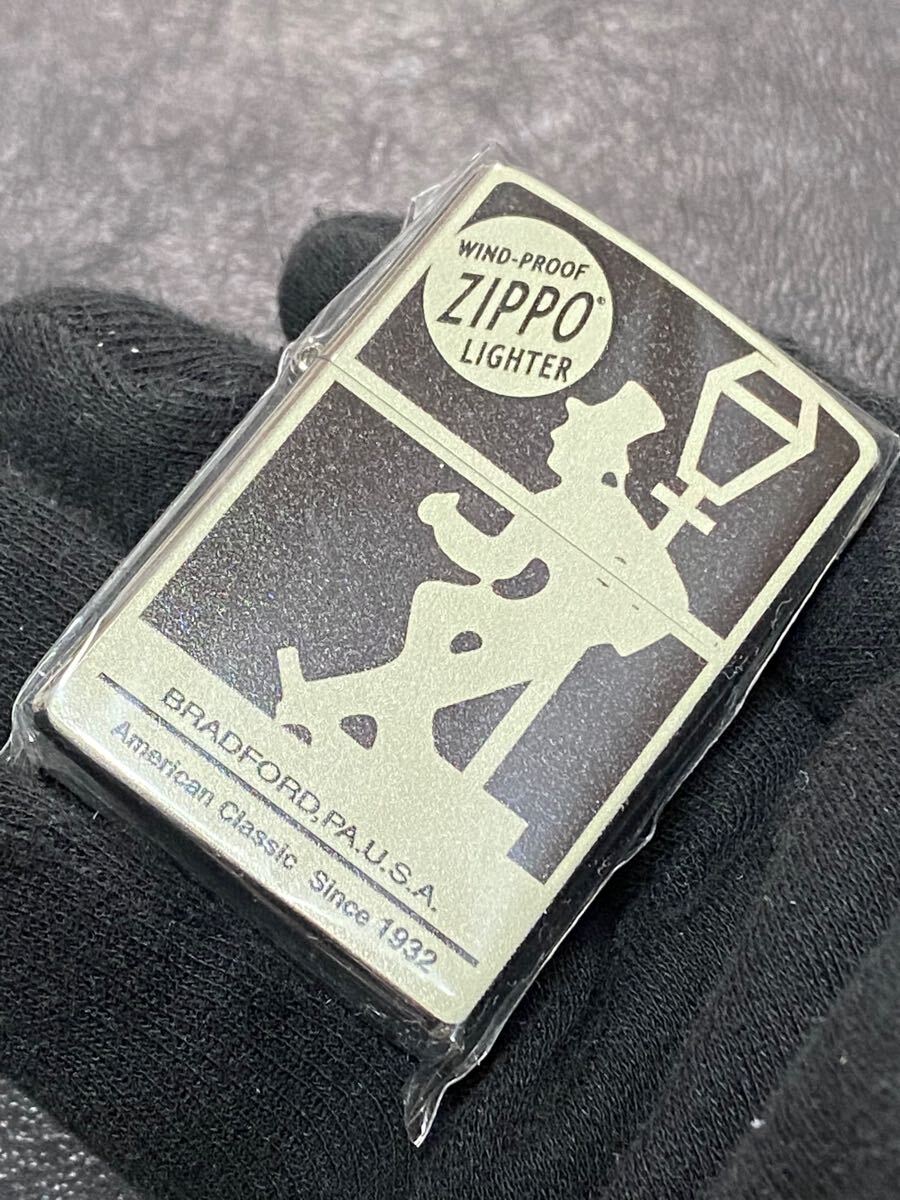 WIND-PROOF
ZIPPO®
LIGHTER
BRADFORD,PA.U.S.A.
American Classic Since 1932